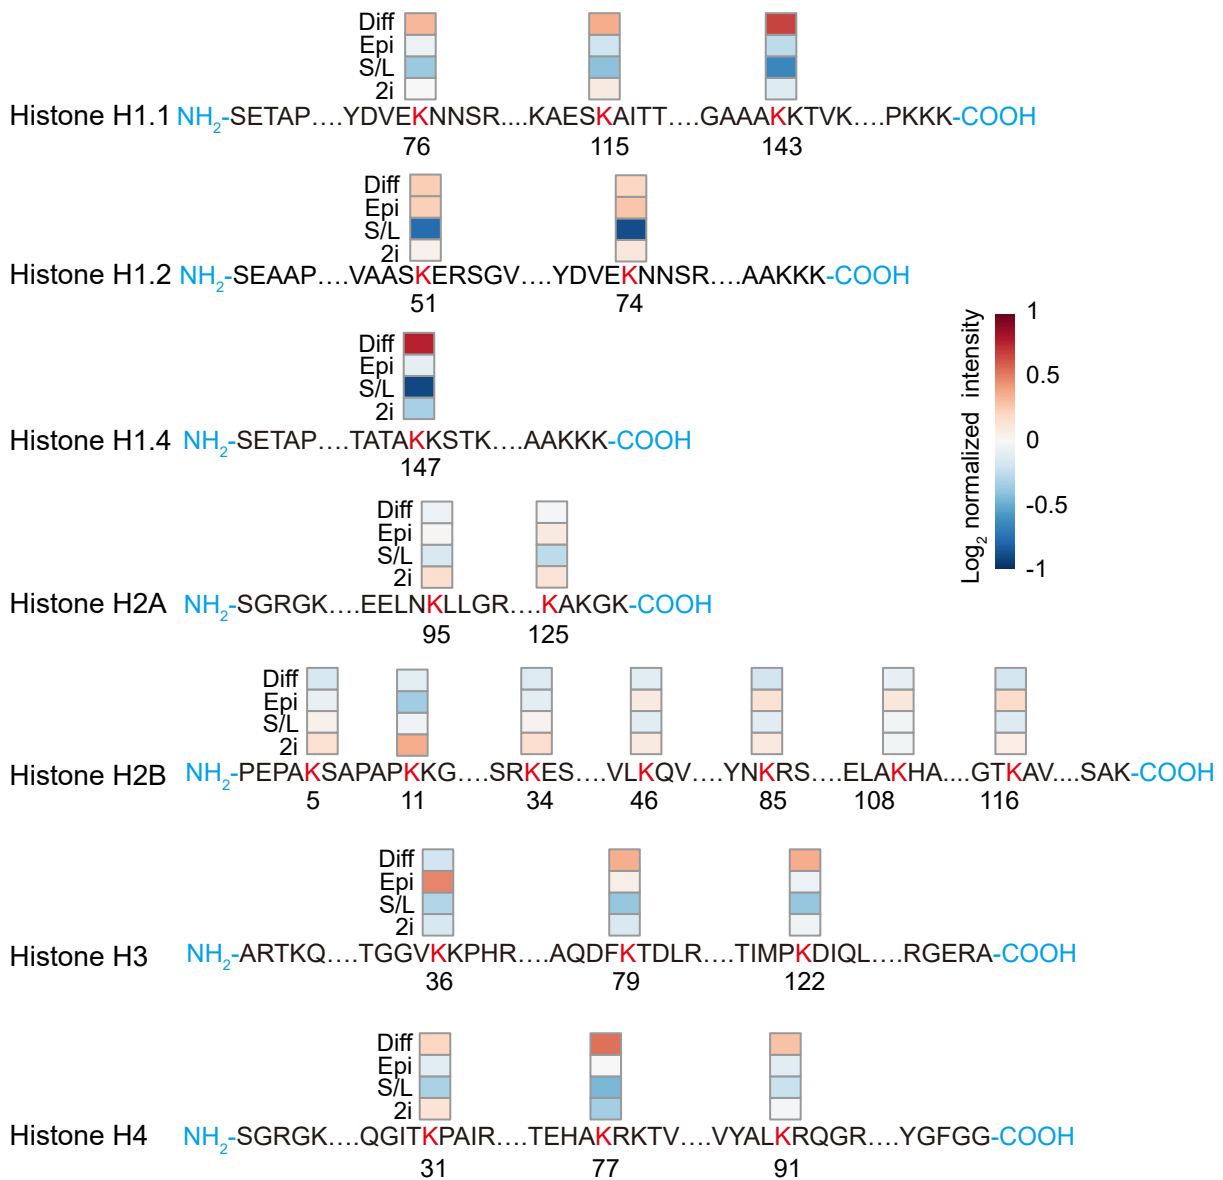 Diff
Epi
S/L
2i
Histone H1.1 NH2-SETAP....YDVEKNNSR....KAESKAITT....GAAAKKTVK....PKKK-COOH
76 115 143
Diff
Epi
S/L
2i
Histone H1.2 NH2-SEAAP....VAASKERSGV....YDVEKNNSR....AAKKK-COOH
51 74
Diff
Epi
S/L
2i
Histone H1.4 NH2-SETAP....TATAKKSTK....AAKKK-COOH
147
Log2 normalized intensity
1
0.5
0
-0.5
-1
Diff
Epi
S/L
2i
Histone H2A NH2-SGRGK....EELNKLLGR....KAKGK-COOH
95 125
Diff
Epi
S/L
2i
Histone H2B NH2-PEPAKSAPAPKKG....SRKES....VLKQV....YNKRS....ELAKHA....GTKAV....SAK-COOH
5 11 34 46 85 108 116
Diff
Epi
S/L
2i
Histone H3 NH2-ARTKQ....TGGVKKPHR....AQDFKTDLR....TIMPKDIQL....RGERA-COOH
36 79 122
Diff
Epi
S/L
2i
Histone H4 NH2-SGRGK....QGITKPAIR....TEHAKRKTV....VYALKRQGR....YGFGG-COOH
31 77 91